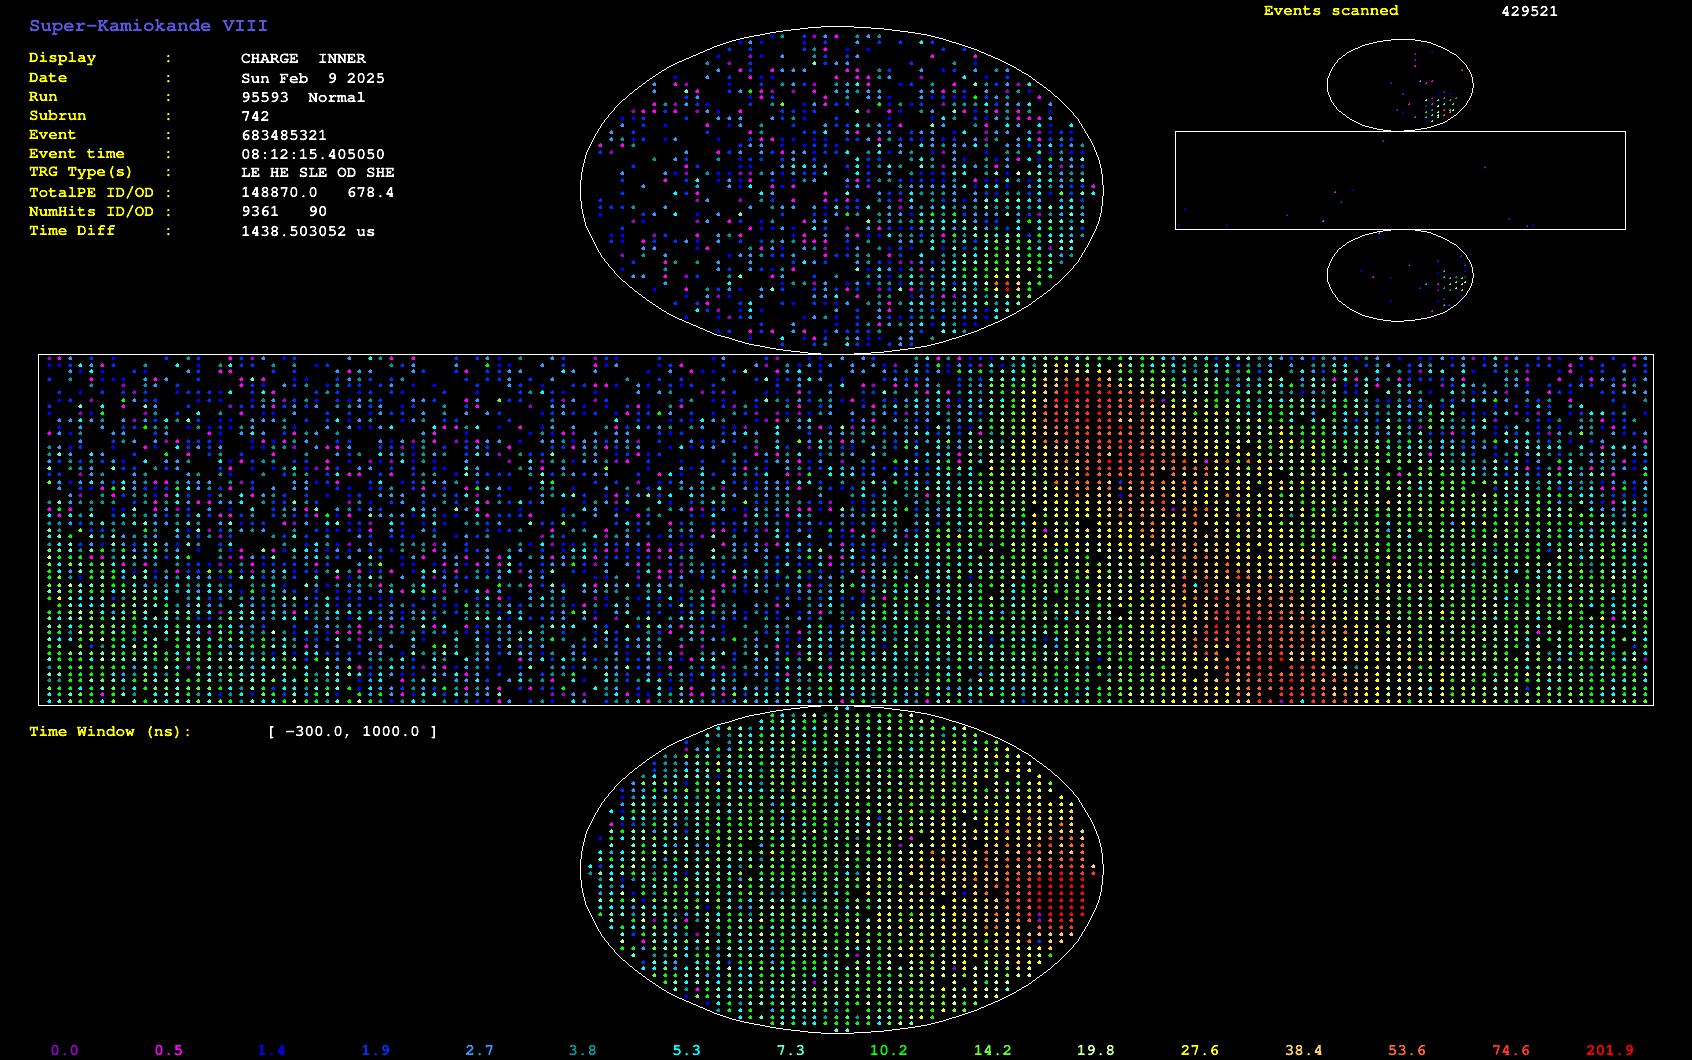 Super-Kamiokande VIII
Events scanned 429521
Display : CHARGE INNER
Date : Sun Feb 9 2025
Run : 95593 Normal
Subrun : 742
Event : 683485321
Event time : 08:12:15.405050
TRG Type(s) : LE HE SLE OD SHE
TotalPE ID/OD : 148870.0 678.4
NumHits ID/OD : 9361 90
Time Diff : 1438.503052 us
Time Window (ns): [ -300.0, 1000.0 ]
0.0 0.5 1.4 1.9 2.7 3.8 5.3 7.3 10.2 14.2 19.8 27.6 38.4 53.6 74.6 201.9